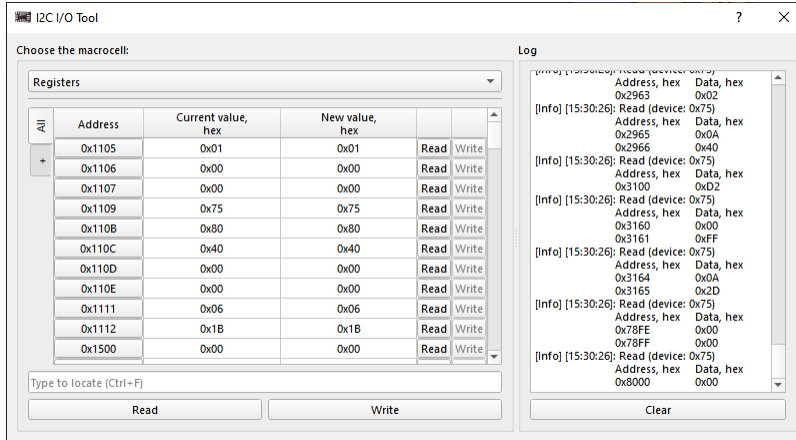 I2C I/O Tool
Choose the macrocell:
Registers
All
+
Address Current value, hex New value, hex
0x1105 0x01 0x01 Read Write
0x1106 0x00 0x00 Read Write
0x1107 0x00 0x00 Read Write
0x1109 0x75 0x75 Read Write
0x110B 0x80 0x80 Read Write
0x110C 0x40 0x40 Read Write
0x110D 0x00 0x00 Read Write
0x110E 0x00 0x00 Read Write
0x1111 0x06 0x06 Read Write
0x1112 0x1B 0x1B Read Write
0x1500 0x00 0x00 Read Write
Type to locate (Ctrl+F)
Read Write
Log
[Info] [15:30:26]: Read (device: 0x75)
Address, hex Data, hex
0x2963 0x02
[Info] [15:30:26]: Read (device: 0x75)
Address, hex Data, hex
0x2965 0x0A
0x2966 0x40
[Info] [15:30:26]: Read (device: 0x75)
Address, hex Data, hex
0x3100 0xD2
[Info] [15:30:26]: Read (device: 0x75)
Address, hex Data, hex
0x3160 0x00
0x3161 0xFF
[Info] [15:30:26]: Read (device: 0x75)
Address, hex Data, hex
0x3164 0x0A
0x3165 0x2D
[Info] [15:30:26]: Read (device: 0x75)
Address, hex Data, hex
0x78FE 0x00
0x78FF 0x00
[Info] [15:30:26]: Read (device: 0x75)
Address, hex Data, hex
0x8000 0x00
Clear